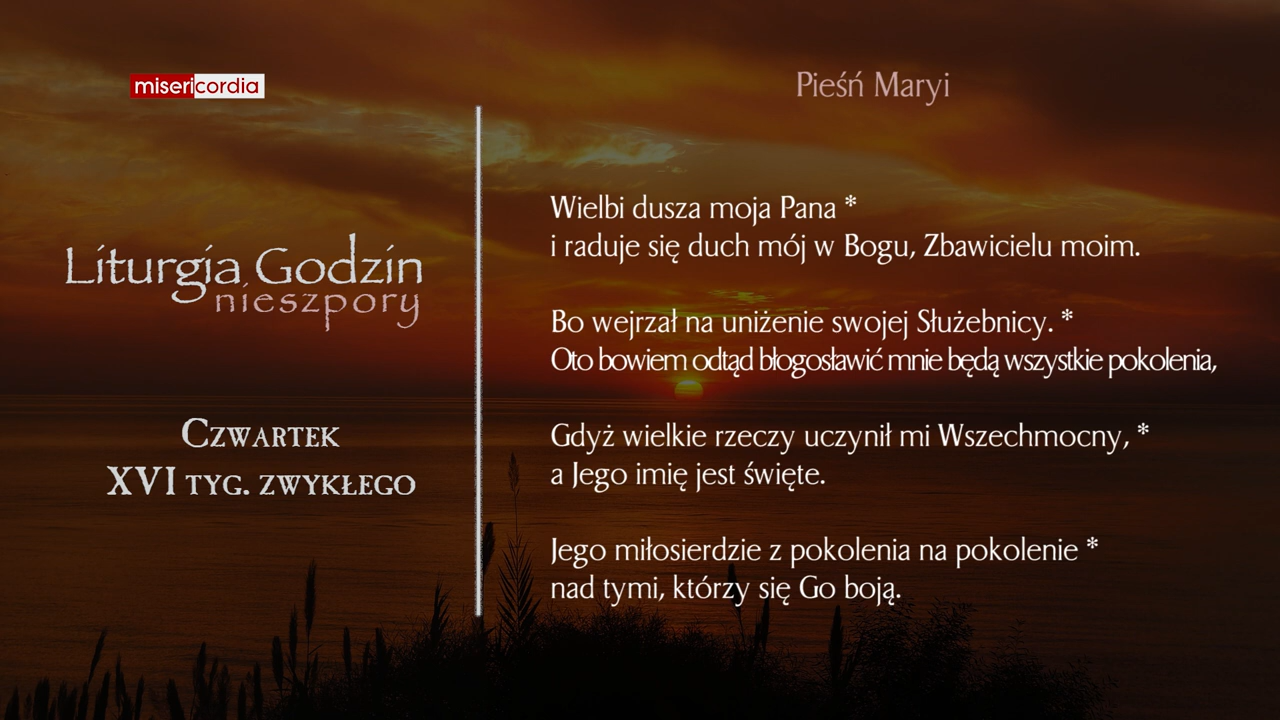 misericordia
Liturgia Godzin
nieszpory
Czwartek
XVI tyg. zwykłego
Pieśń Maryi
Wielbi dusza moja Pana *
i raduje się duch mój w Bogu, Zbawicielu moim.
Bo wejrzał na uniżenie swojej Służebnicy. *
Oto bowiem odtąd błogosławić mnie będą wszystkie pokolenia,
Gdyż wielkie rzeczy uczynił mi Wszechmocny, *
a Jego imię jest święte.
Jego miłosierdzie z pokolenia na pokolenie *
nad tymi, którzy się Go boją.